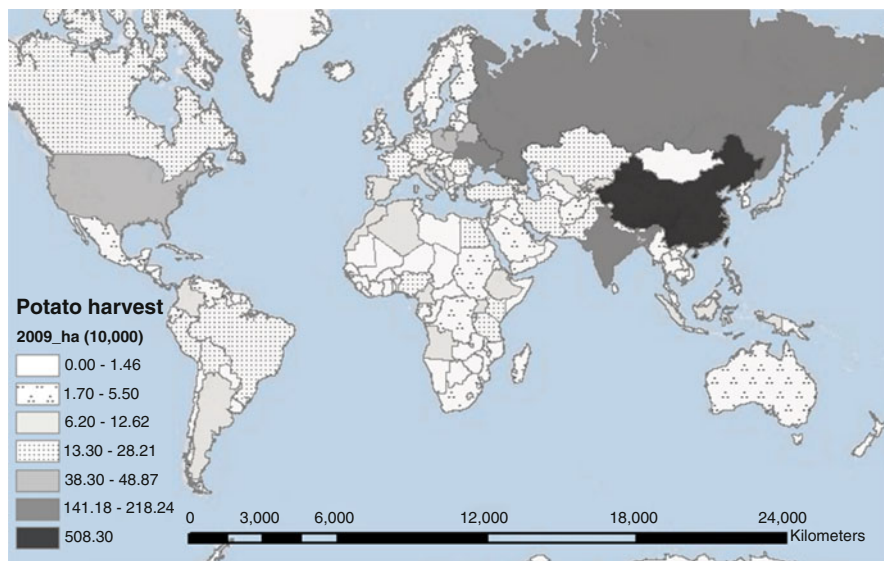 Potato harvest
2009_ha (10,000)
0.00 - 1.46
1.70 - 5.50
6.20 - 12.62
13.30 - 28.21
38.30 - 48.87
141.18 - 218.24
508.30
0 3,000 6,000 12,000 18,000 24,000
Kilometers